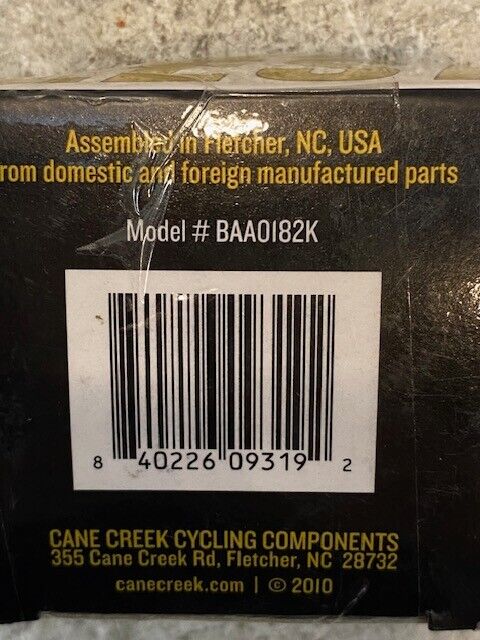 Assembled in Fletcher, NC, USA
rom domestic and foreign manufactured parts
Model # BAA0182K
8 40226 09319 2
CANE CREEK CYCLING COMPONENTS
355 Cane Creek Rd, Fletcher, NC 28732
canecreek.com | © 2010